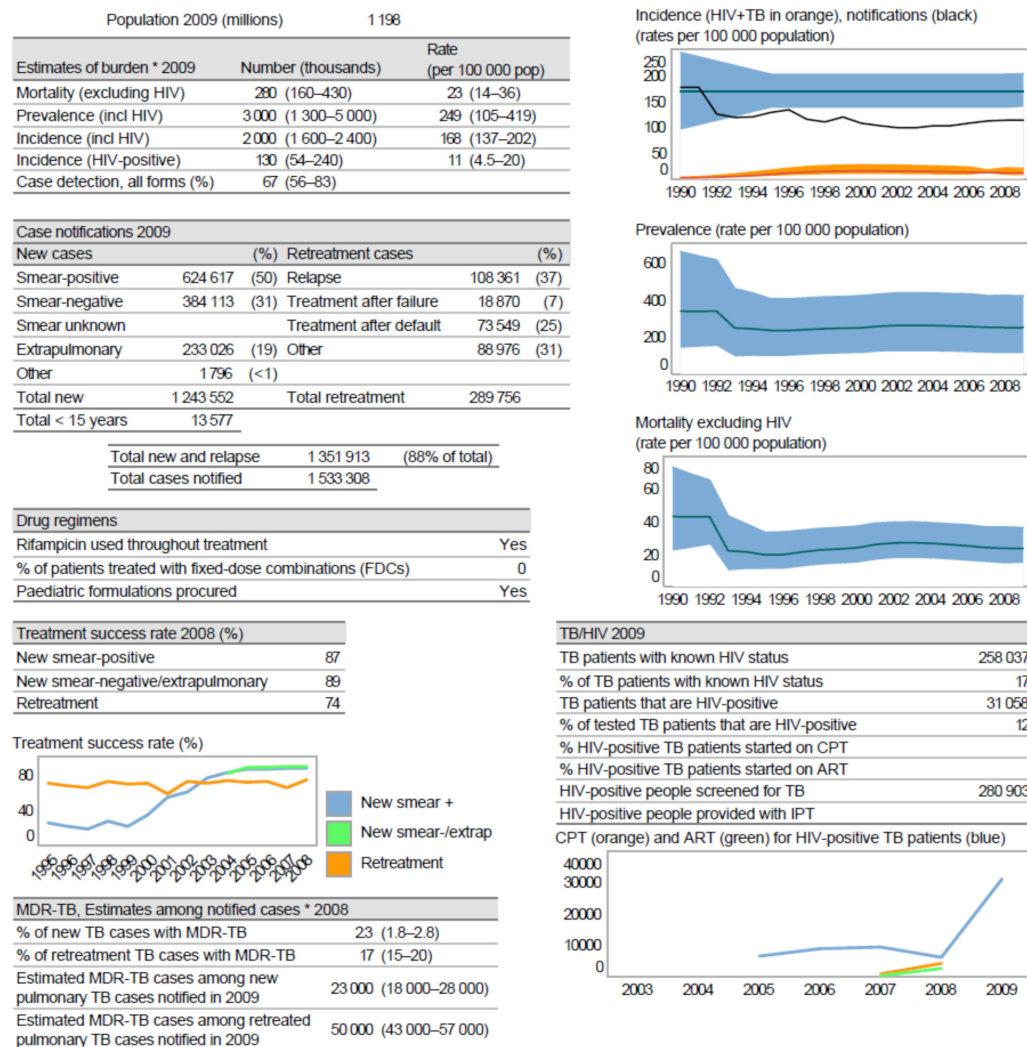 Population 2009 (millions) 1 198
Estimates of burden * 2009 Number (thousands) Rate (per 100 000 pop)
Mortality (excluding HIV) 280 (160–430) 23 (14–36)
Prevalence (incl HIV) 3 000 (1 300–5 000) 249 (105–419)
Incidence (incl HIV) 2 000 (1 600–2 400) 168 (137–202)
Incidence (HIV-positive) 130 (54–240) 11 (4.5–20)
Case detection, all forms (%) 67 (56–83)
Case notifications 2009
New cases (%) Retreatment cases (%)
Smear-positive 624 617 (50) Relapse 108 361 (37)
Smear-negative 384 113 (31) Treatment after failure 18 870 (7)
Smear unknown Treatment after default 73 549 (25)
Extrapulmonary 233 026 (19) Other 88 976 (31)
Other 1 796 (<1)
Total new 1 243 552 Total retreatment 289 756
Total < 15 years 13 577
Total new and relapse 1 351 913 (88% of total)
Total cases notified 1 533 308
Drug regimens
Rifampicin used throughout treatment Yes
% of patients treated with fixed-dose combinations (FDCs) 0
Paediatric formulations procured Yes
Treatment success rate 2008 (%)
New smear-positive 87
New smear-negative/extrapulmonary 89
Retreatment 74
Treatment success rate (%)
80
40
0
1995 1996 1997 1998 1999 2000 2001 2002 2003 2004 2005 2006 2007 2008
New smear +
New smear-/extrap
Retreatment
MDR-TB, Estimates among notified cases * 2008
% of new TB cases with MDR-TB 2.3 (1.8–2.8)
% of retreatment TB cases with MDR-TB 17 (15–20)
Estimated MDR-TB cases among new
pulmonary TB cases notified in 2009 23 000 (18 000–28 000)
Estimated MDR-TB cases among retreated
pulmonary TB cases notified in 2009 50 000 (43 000–57 000)
Incidence (HIV+TB in orange), notifications (black)
(rates per 100 000 population)
250
200
150
100
50
0
1990 1992 1994 1996 1998 2000 2002 2004 2006 2008
Prevalence (rate per 100 000 population)
600
400
200
0
1990 1992 1994 1996 1998 2000 2002 2004 2006 2008
Mortality excluding HIV
(rate per 100 000 population)
80
60
40
20
0
1990 1992 1994 1996 1998 2000 2002 2004 2006 2008
TB/HIV 2009
TB patients with known HIV status 258 037
% of TB patients with known HIV status 17
TB patients that are HIV-positive 31 058
% of tested TB patients that are HIV-positive 12
% HIV-positive TB patients started on CPT
% HIV-positive TB patients started on ART
HIV-positive people screened for TB 280 903
HIV-positive people provided with IPT
CPT (orange) and ART (green) for HIV-positive TB patients (blue)
40000
30000
20000
10000
0
2003 2004 2005 2006 2007 2008 2009